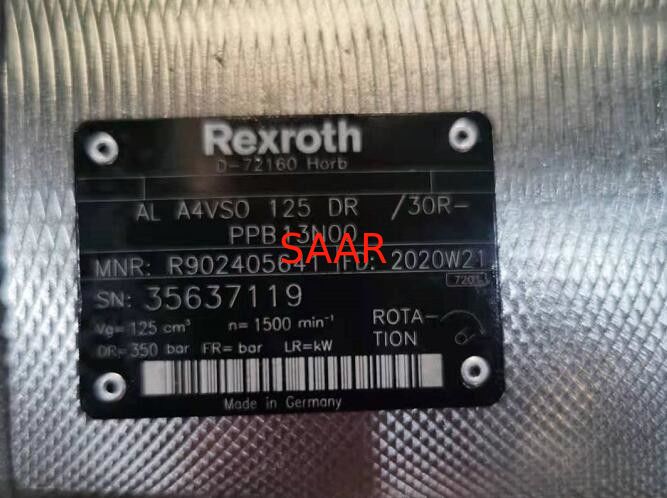 Rexroth
D-72160 Horb
AL A4VSO 125 DR /30R-
PPB13N00
SAAR
MNR: R902405641 FD: 2020W21
7201
SN: 35637119
Vg= 125 cm³ n= 1500 min⁻¹
ROTA-
TION
DR= 350 bar FR= bar LR=kW
Made in Germany